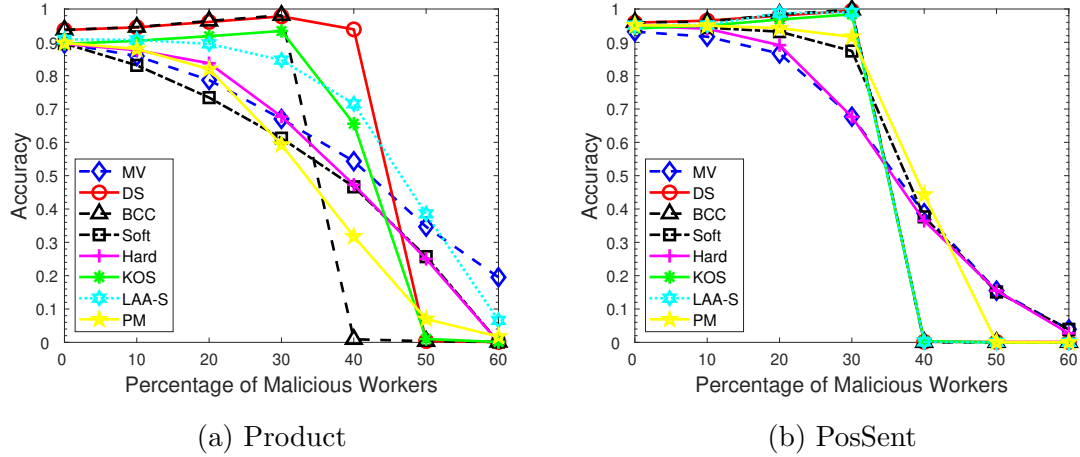 1
0.9
0.8
0.7
0.6
0.5
0.4
0.3
0.2
0.1
0
Accuracy
MV
DS
BCC
Soft
Hard
KOS
LAA-S
PM
0 10 20 30 40 50 60
Percentage of Malicious Workers
(a) Product
1
0.9
0.8
0.7
0.6
0.5
0.4
0.3
0.2
0.1
0
Accuracy
MV
DS
BCC
Soft
Hard
KOS
LAA-S
PM
0 10 20 30 40 50 60
Percentage of Malicious Workers
(b) PosSent